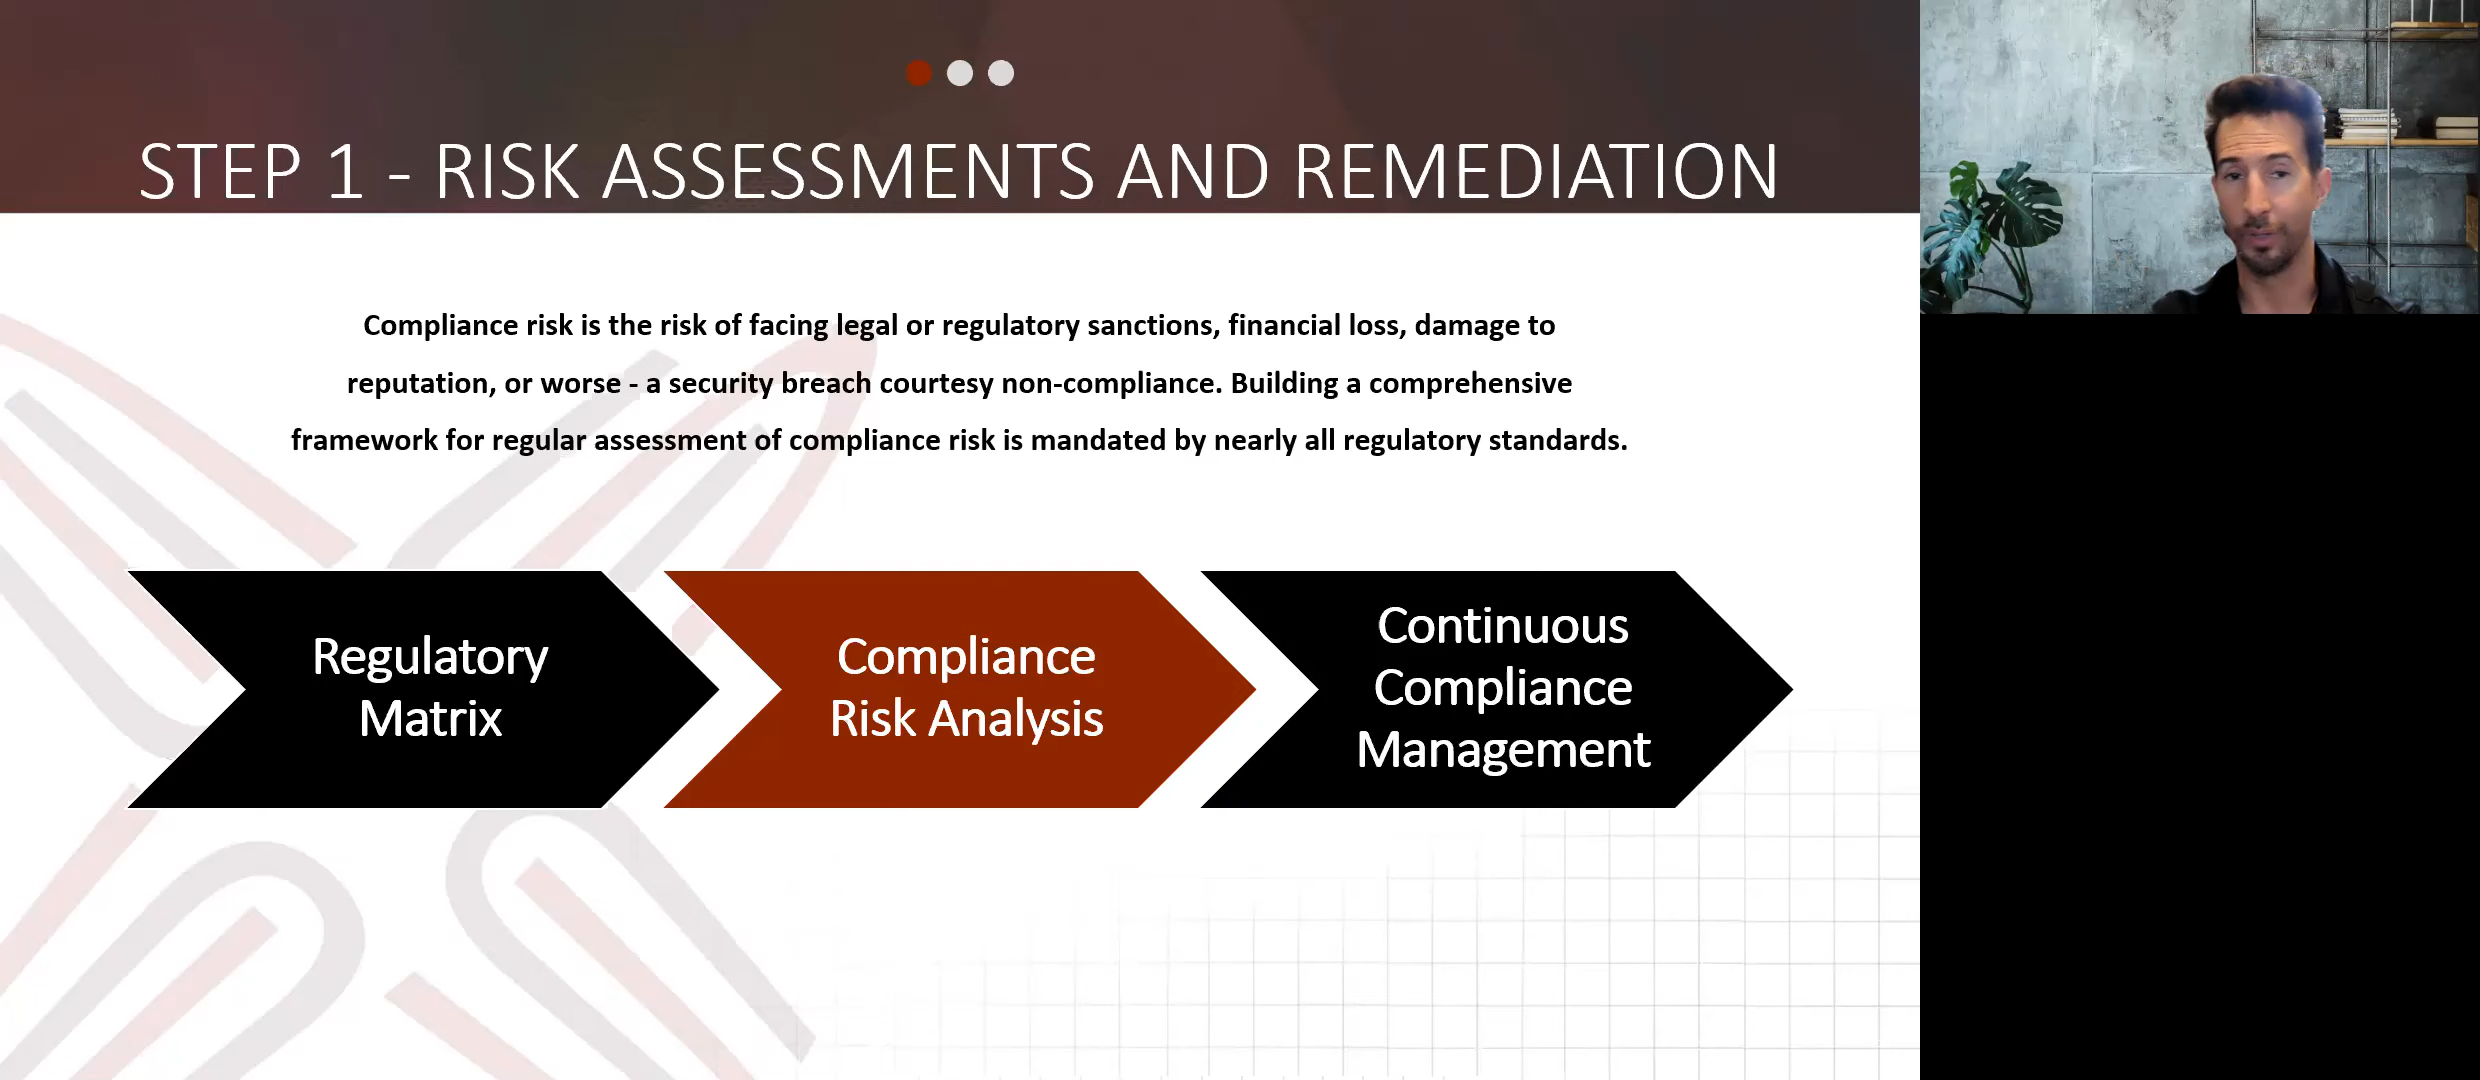 STEP 1 - RISK ASSESSMENTS AND REMEDIATION
Compliance risk is the risk of facing legal or regulatory sanctions, financial loss, damage to
reputation, or worse - a security breach courtesy non-compliance. Building a comprehensive
framework for regular assessment of compliance risk is mandated by nearly all regulatory standards.
Regulatory
Matrix
Compliance
Risk Analysis
Continuous
Compliance
Management